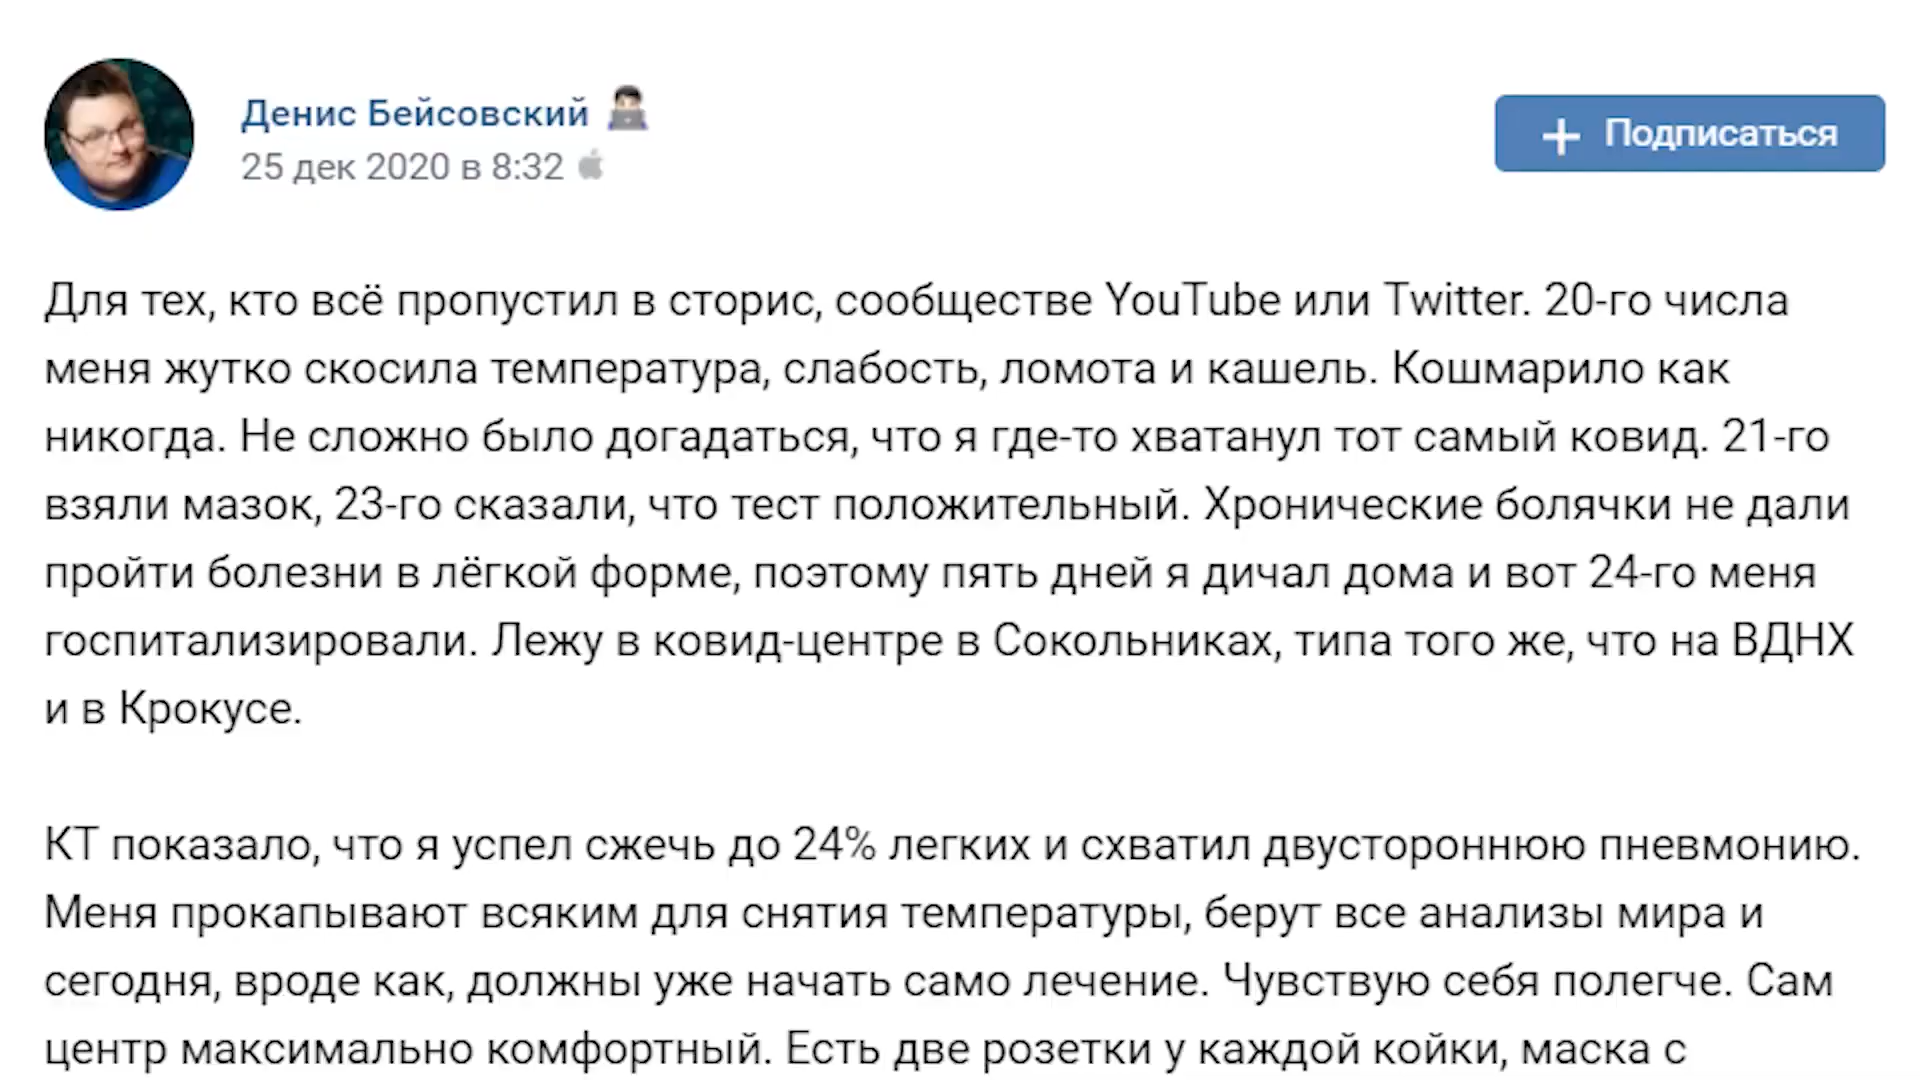 Денис Бейсовский
25 дек 2020 в 8:32
Подписаться
Для тех, кто всё пропустил в сторис, сообществе YouTube или Twitter. 20-го числа
меня жутко скосила температура, слабость, ломота и кашель. Кошмарило как
никогда. Не сложно было догадаться, что я где-то хватанул тот самый ковид. 21-го
взяли мазок, 23-го сказали, что тест положительный. Хронические болячки не дали
пройти болезни в лёгкой форме, поэтому пять дней я дичал дома и вот 24-го меня
госпитализировали. Лежу в ковид-центре в Сокольниках, типа того же, что на ВДНХ
и в Крокусе.
КТ показало, что я успел сжечь до 24% легких и схватил двустороннюю пневмонию.
Меня прокапывают всяким для снятия температуры, берут все анализы мира и
сегодня, вроде как, должны уже начать само лечение. Чувствую себя полегче. Сам
центр максимально комфортный. Есть две розетки у каждой койки, маска с